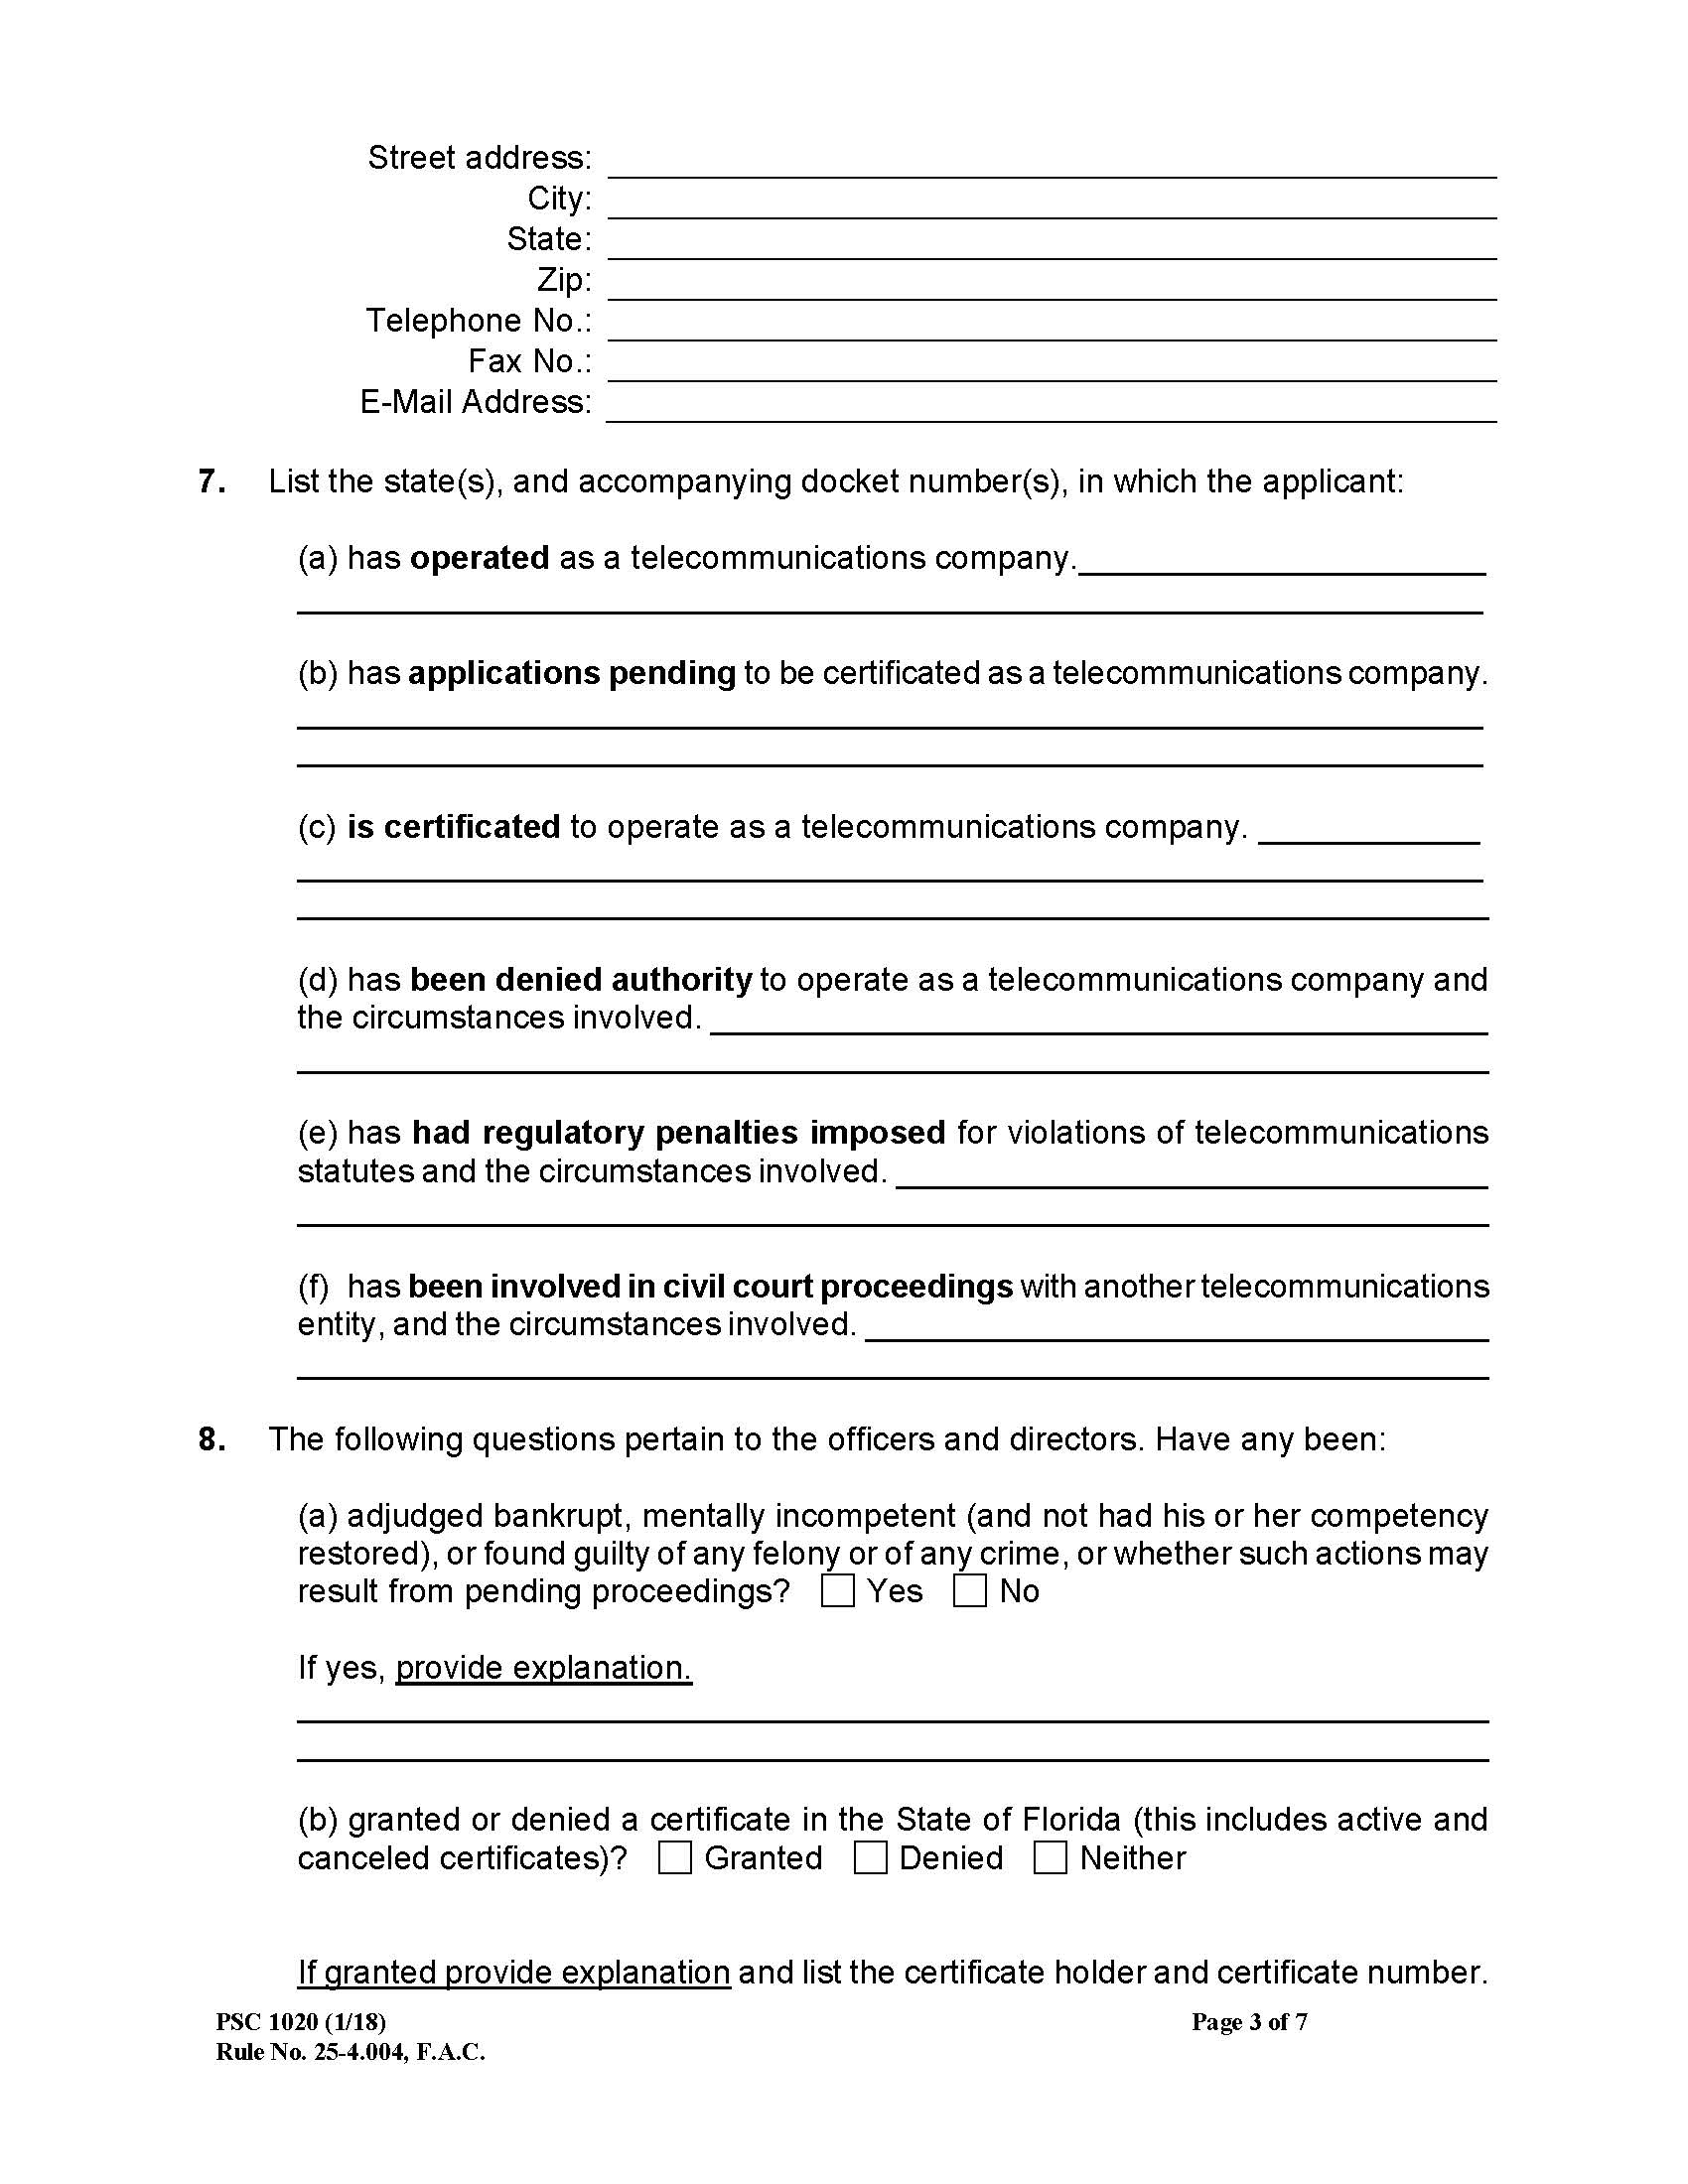 Street address:
City:
State:
Zip:
Telephone No.:
Fax No.:
E-Mail Address:
7. List the state(s), and accompanying docket number(s), in which the applicant:
(a) has operated as a telecommunications company.
(b) has applications pending to be certificated as a telecommunications company.
(c) is certificated to operate as a telecommunications company.
(d) has been denied authority to operate as a telecommunications company and
the circumstances involved.
(e) has had regulatory penalties imposed for violations of telecommunications
statutes and the circumstances involved.
(f) has been involved in civil court proceedings with another telecommunications
entity, and the circumstances involved.
8. The following questions pertain to the officers and directors. Have any been:
(a) adjudged bankrupt, mentally incompetent (and not had his or her competency
restored), or found guilty of any felony or of any crime, or whether such actions may
result from pending proceedings? Yes No
If yes, provide explanation.
(b) granted or denied a certificate in the State of Florida (this includes active and
canceled certificates)? Granted Denied Neither
If granted provide explanation and list the certificate holder and certificate number.
PSC 1020 (1/18) Page 3 of 7
Rule No. 25-4.004, F.A.C.